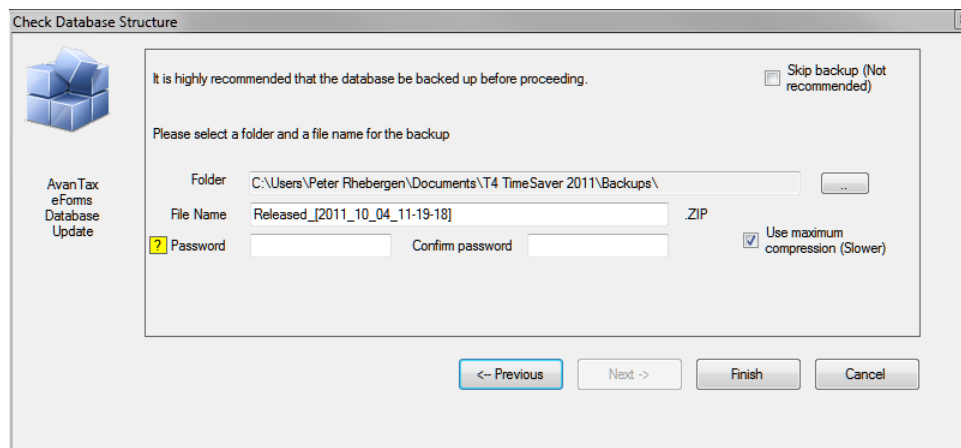 Check Database Structure
It is highly recommended that the database be backed up before proceeding.
Skip backup (Not
recommended)
Please select a folder and a file name for the backup
AvanTax
eForms
Database
Update
Folder
C:\Users\Peter Rhebergen\Documents\T4 TimeSaver 2011\Backups\
..
File Name
Released_[2011_10_04_11-19-18]
.ZIP
? Password
Confirm password
Use maximum
compression (Slower)
<-- Previous
Next ->
Finish
Cancel